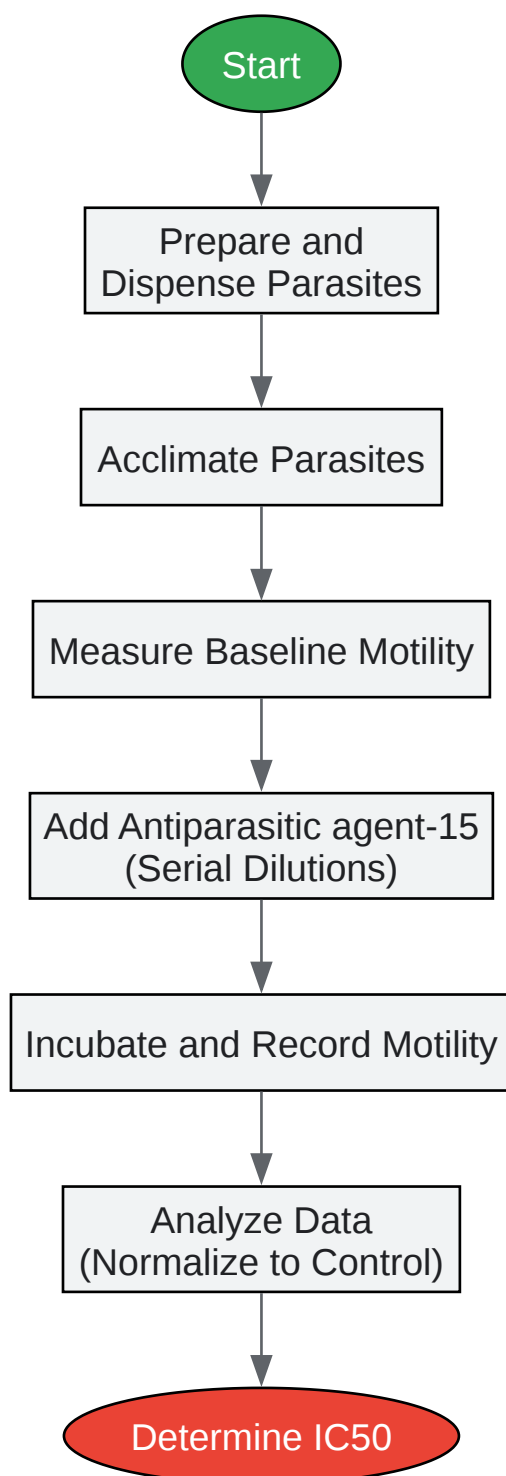 Start
Prepare and
Dispense Parasites
Acclimate Parasites
Measure Baseline Motility
Add Antiparasitic agent-15
(Serial Dilutions)
Incubate and Record Motility
Analyze Data
(Normalize to Control)
Determine IC50